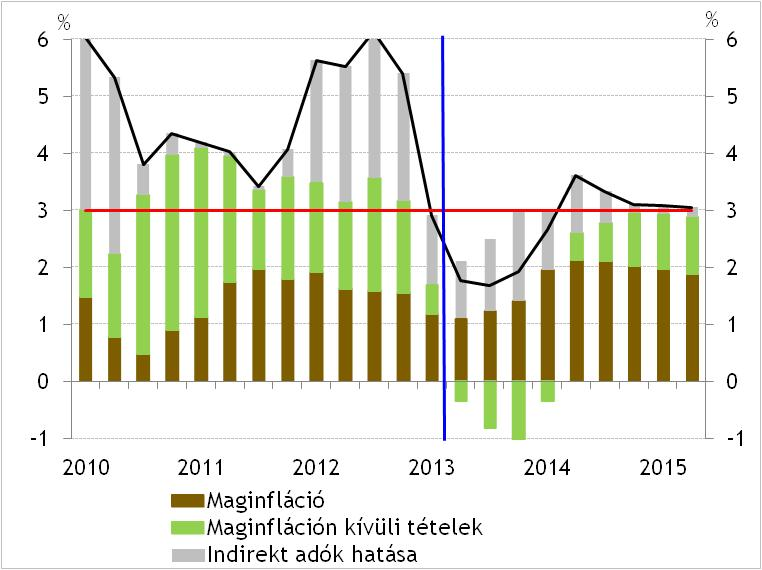 % %
6 6
5 5
4 4
3 3
2 2
1 1
0 0
-1 -1
2010 2011 2012 2013 2014 2015
Maginfláció
Maginfláción kívüli tételek
Indirekt adók hatása